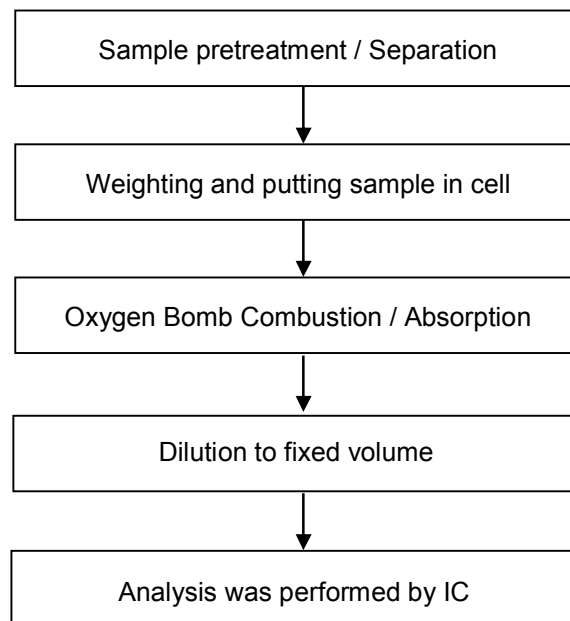 Sample pretreatment / Separation
Weighting and putting sample in cell
Oxygen Bomb Combustion / Absorption
Dilution to fixed volume
Analysis was performed by IC